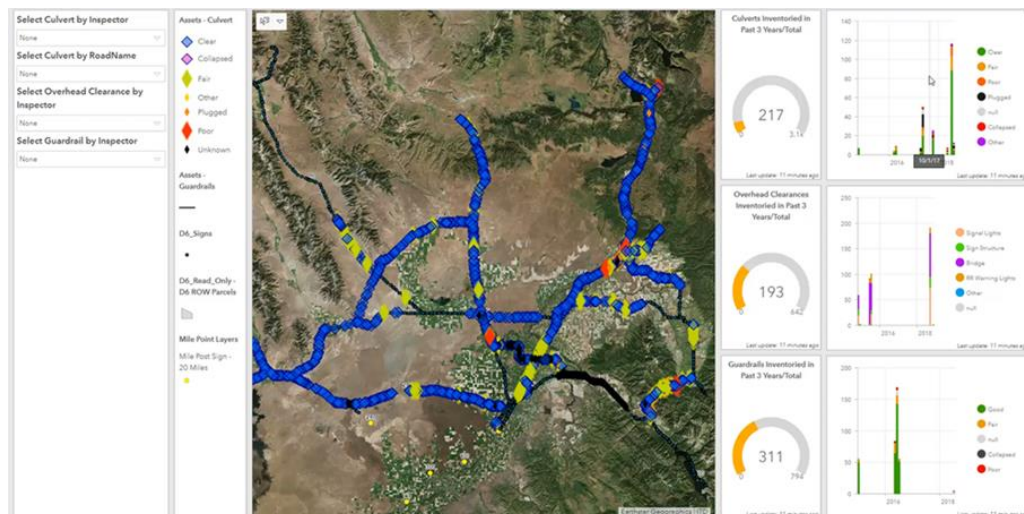 Select Culvert by Inspector
None
Select Culvert by RoadName
None
Select Overhead Clearance by
Inspector
None
Select Guardrail by Inspector
None
Assets - Culvert
Clear
Collapsed
Fair
Other
Plugged
Poor
Unknown
Assets -
Guardrails
D6_Signs
D6_Read_Only -
D6 ROW Parcels
Mile Point Layers
Mile Post Sign -
20 Miles
Earthstar Geographics | ITD
Culverts Inventoried in
Past 3 Years/Total
217
0
3.1k
Last update: 11 minutes ago
140
120
100
80
60
40
20
0
2016
10/1/17
Clear
Fair
Poor
Plugged
null
Collapsed
Other
Last update: 11 minutes ago
Overhead Clearances
Inventoried in Past 3
Years/Total
193
0
642
Last update: 11 minutes ago
250
200
150
100
50
0
2016
2018
Signal Lights
Sign Structure
Bridge
RR Warning Lights
Other
null
Last update: 11 minutes ago
Guardrails Inventoried in
Past 3 Years/Total
311
0
794
200
150
100
50
0
2016
2018
Good
Fair
null
Collapsed
Poor